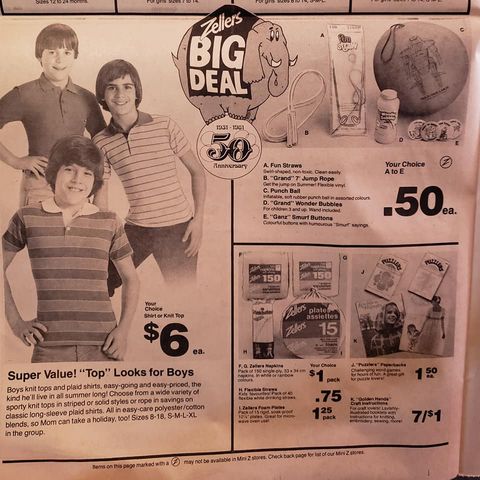 Sizes 12 to 24 months.
For girls' sizes 7 to 14.
Zellers
BIG
DEAL
1931-1981
50
Anniversary
A
B
C
D
E
A. Fun Straws
Swirl-shaped, non-toxic. Clean easily.
B. "Grand" 7' Jump Rope
Get the jump on Summer! Flexible vinyl.
C. Punch Ball
Inflatable, soft rubber punch ball in assorted colours.
D. "Grand" Wonder Bubbles
For children 3 and up. Wand included.
E. "Ganz" Smurf Buttons
Colourful buttons with humourous "Smurf" sayings.
Your Choice
A to E
.50 ea.
Your
Choice
Shirt or Knit Top
$6 ea.
Super Value! "Top" Looks for Boys
Boys knit tops and plaid shirts, easy-going and easy-priced, the
kind he'll live in all summer long! Choose from a wide variety of
sporty knit tops in striped or solid styles or rope in savings on
classic long-sleeve plaid shirts. All in easy-care polyester/cotton
blends, so Mom can take a holiday, too! Sizes 8-18, S-M-L-XL
in the group.
150
150
Zellers
plates
assiettes
Zellers
15
G
H
I
J
K
PUZZLERS
F, G. Zellers Napkins
Pack of 150 single-ply, 33 x 34 cm
napkins, in white or rainbow
colours.
Your Choice
$1 pack
H. Flexible Straws
Kids' favourites! Pack of 40
flexible white drinking straws.
.75 pack
I. Zellers Foam Plates
Pack of 15 rigid, soak-proof
plates. Great for micro-
wave oven use!
1 25 pack
J. "Puzzlers" Paperbacks
Challenging word games
for hours of fun. A great gift
for puzzle lovers!
1 50 ea.
K. "Golden Hands"
Craft Instructions
For craft lovers! Lavishly-
illustrated booklets with
instructions for knitting,
embroidery, sewing, more!
7/$1
Items on this page marked with a Z may not be available in Mini Z stores. Check back page for list of our Mini Z stores.